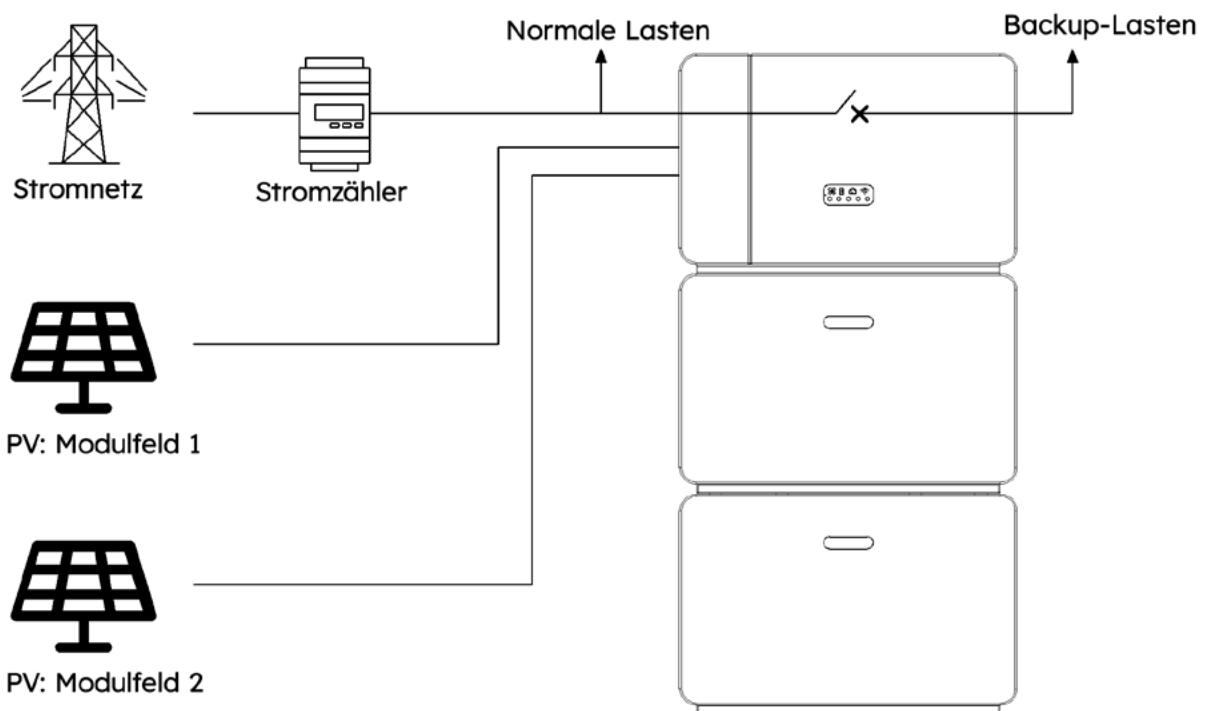 Normale Lasten
Backup-Lasten
Stromnetz
Stromzähler
PV: Modulfeld 1
PV: Modulfeld 2